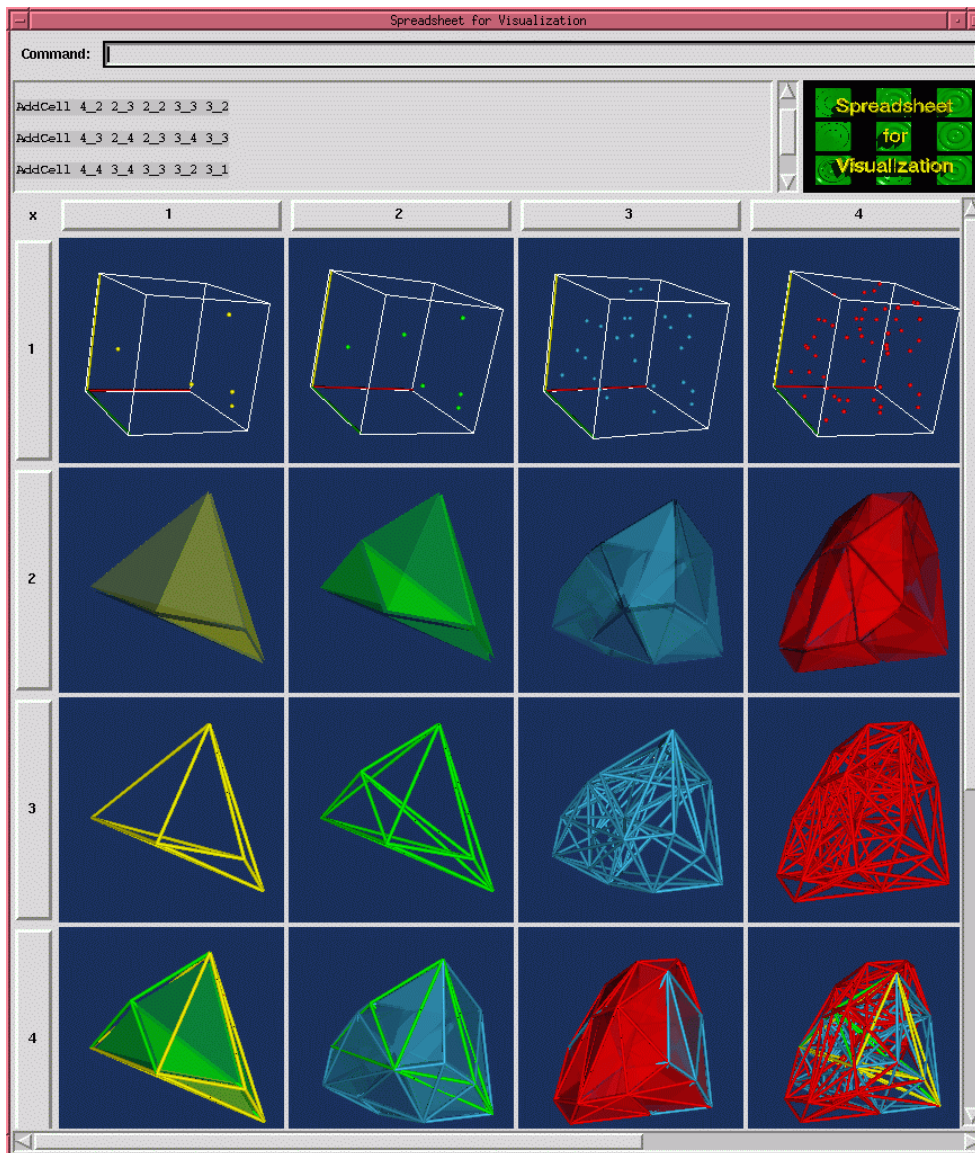 Spreadsheet for Visualization
Command:
AddCell 4_2 2_3 2_2 3_3 3_2
AddCell 4_3 2_4 2_3 3_4 3_3
AddCell 4_4 3_4 3_3 3_2 3_1
Spreadsheet
for
Visualization
x 1 2 3 4
1
2
3
4